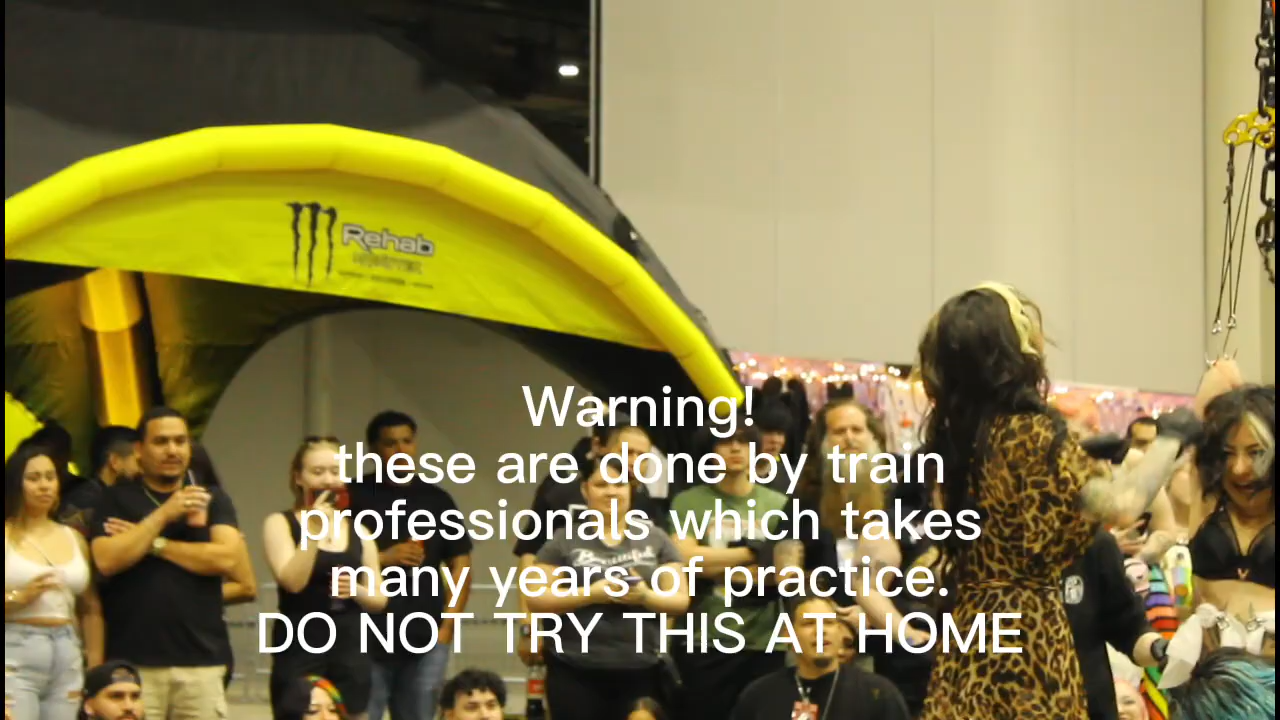 Rehab
MONSTER
Warning!
these are done by train
professionals which takes
many years of practice.
DO NOT TRY THIS AT HOME